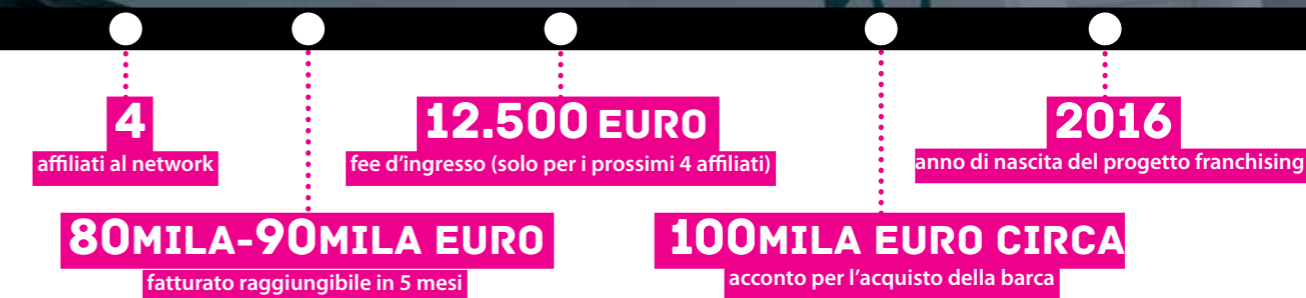 4
affiliati al network
12.500 EURO
fee d'ingresso (solo per i prossimi 4 affiliati)
2016
anno di nascita del progetto franchising
80MILA-90MILA EURO
fatturato raggiungibile in 5 mesi
100MILA EURO CIRCA
acconto per l'acquisto della barca